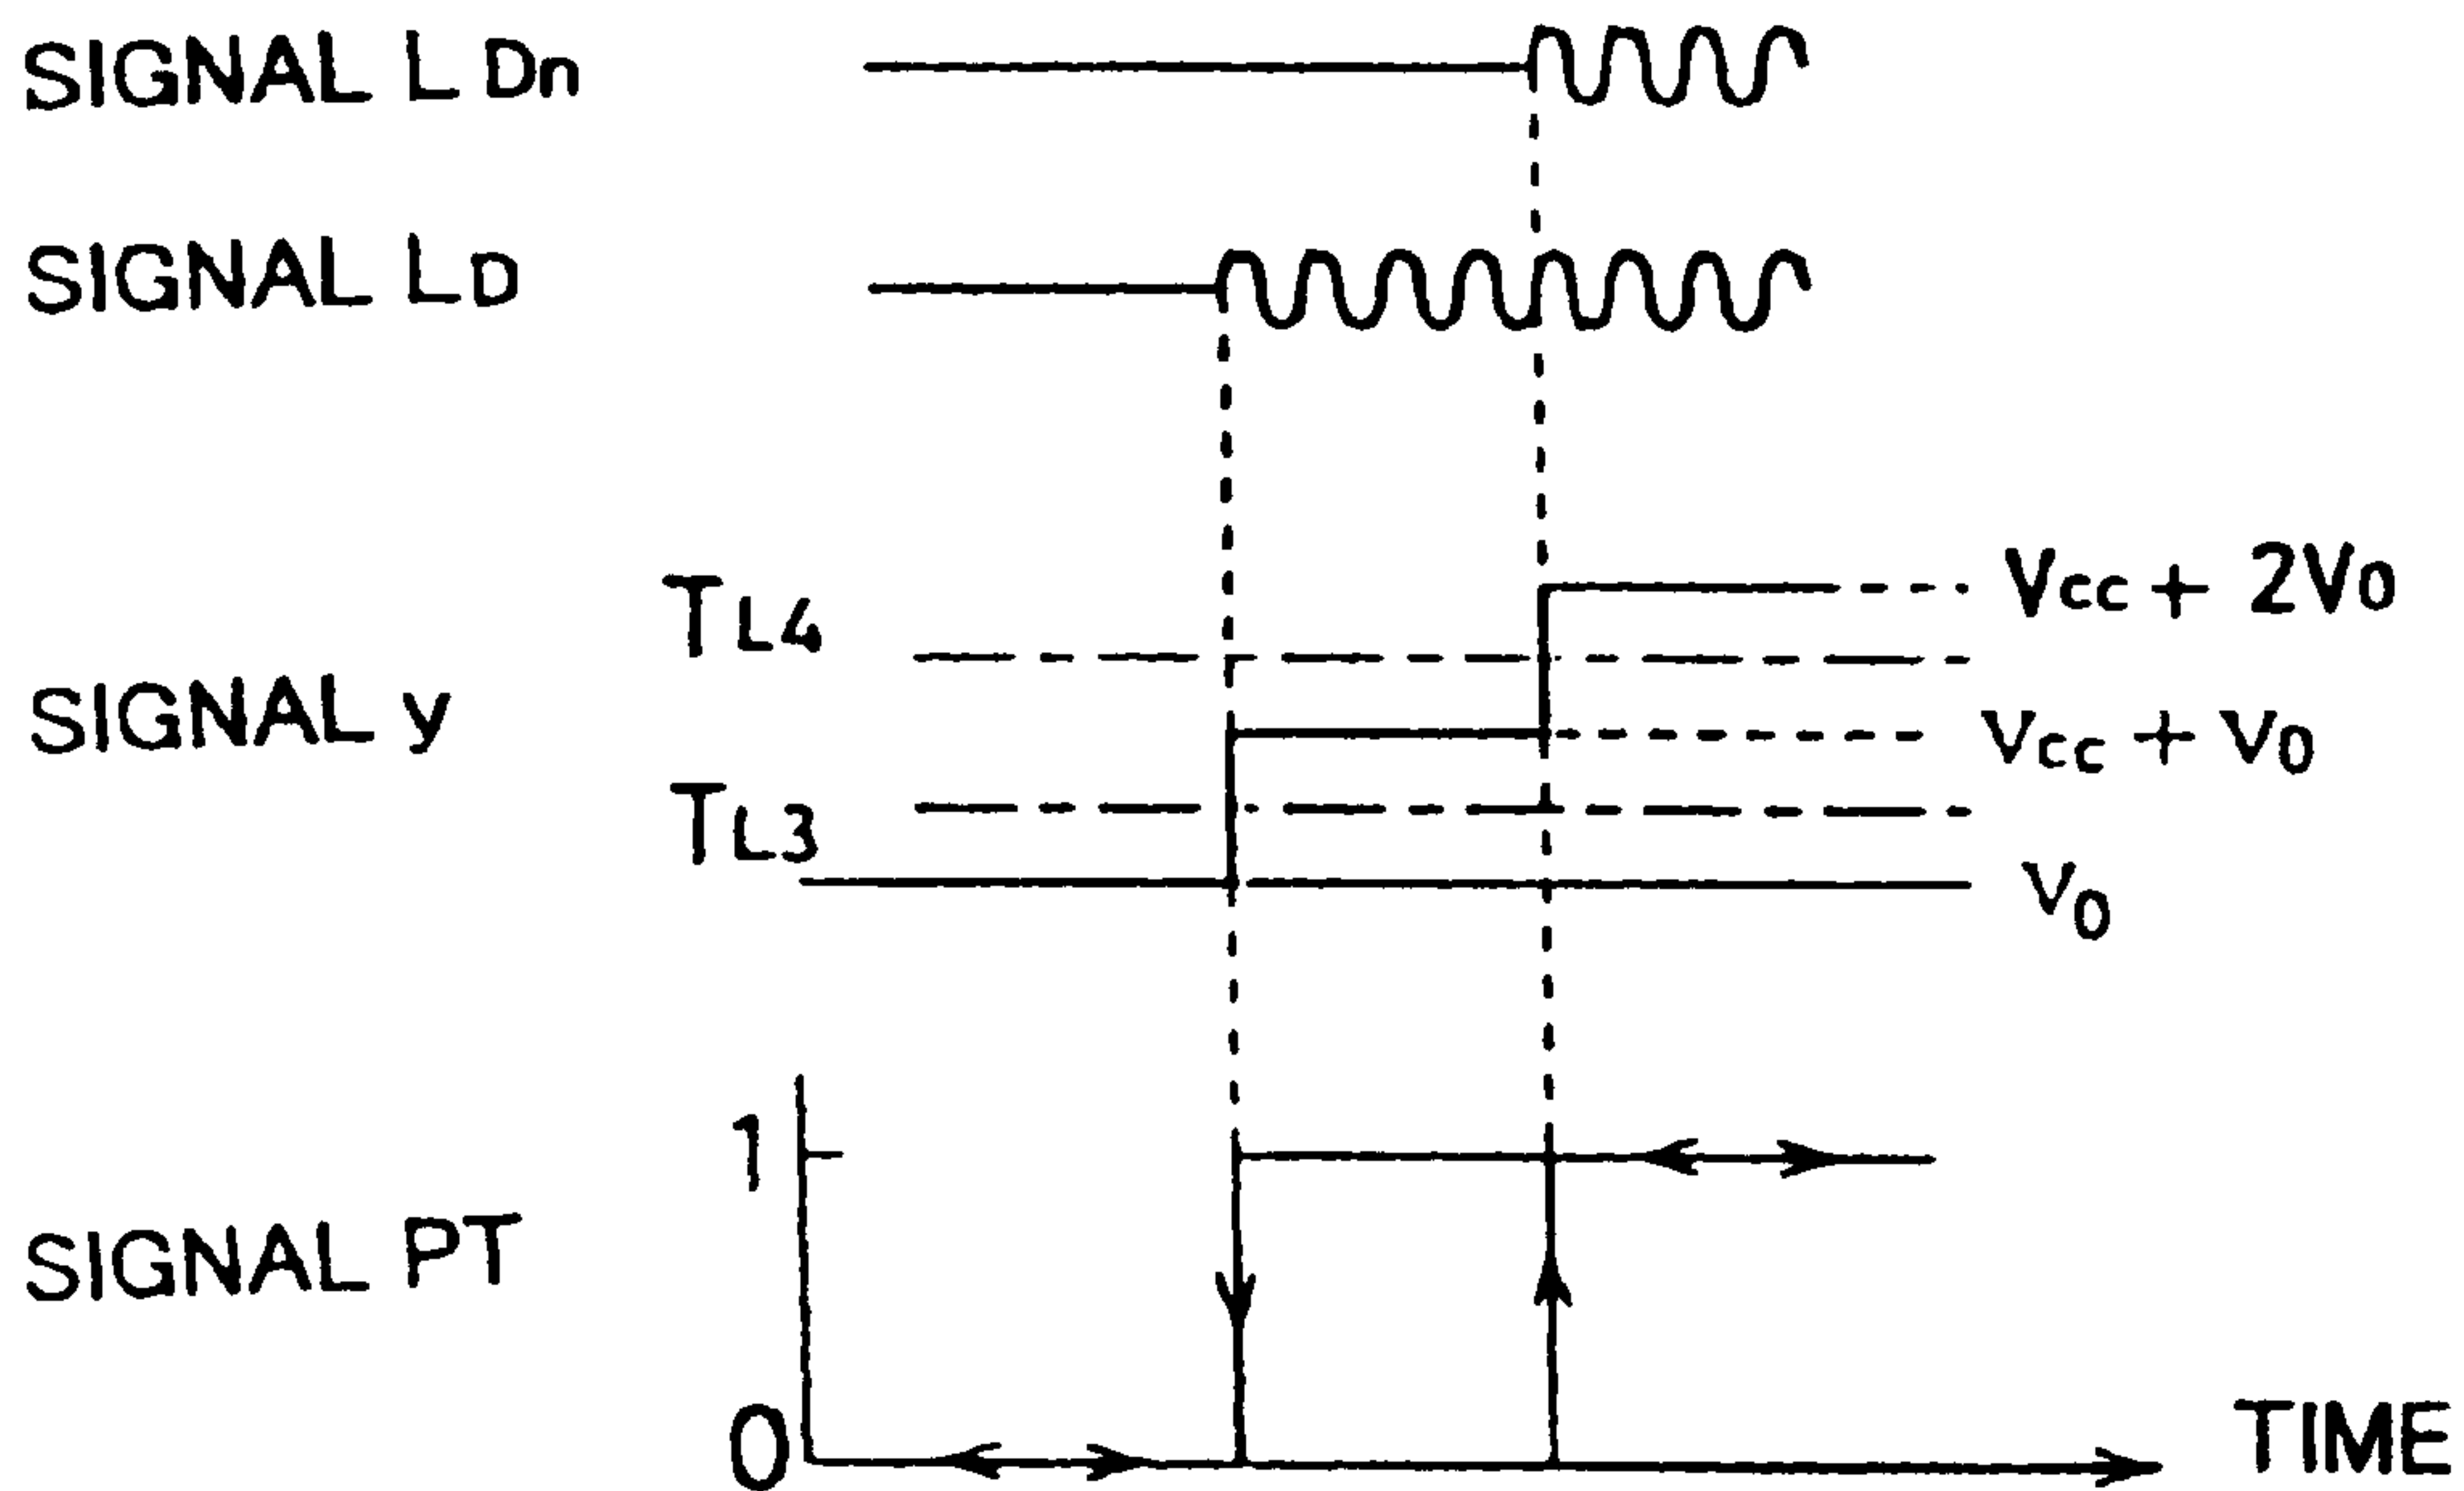 SIGNAL LDn
SIGNAL LD
TL4
Vcc + 2V0
SIGNAL y
Vcc + V0
TL3
V0
1
SIGNAL PT
0
TIME